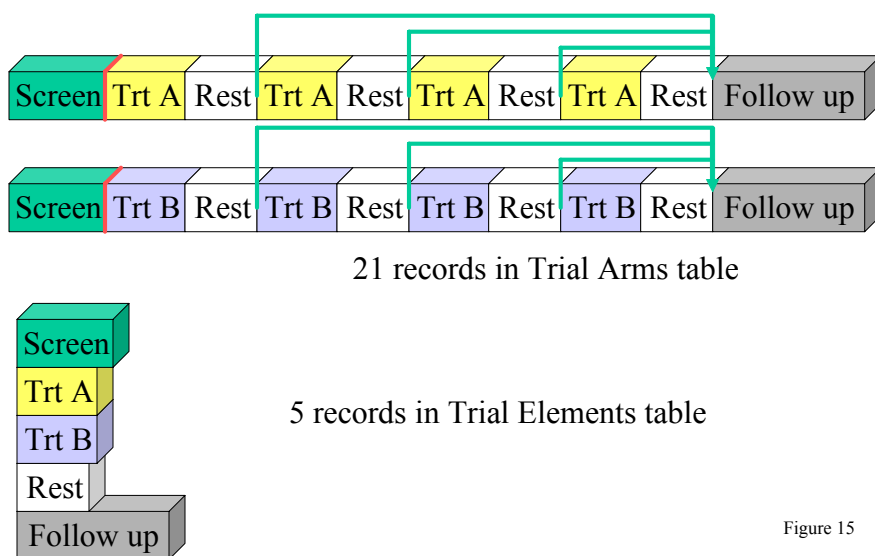 Screen Trt A Rest Trt A Rest Trt A Rest Trt A Rest Follow up
Screen Trt B Rest Trt B Rest Trt B Rest Trt B Rest Follow up
21 records in Trial Arms table
Screen
Trt A
Trt B
Rest
Follow up
5 records in Trial Elements table
Figure 15